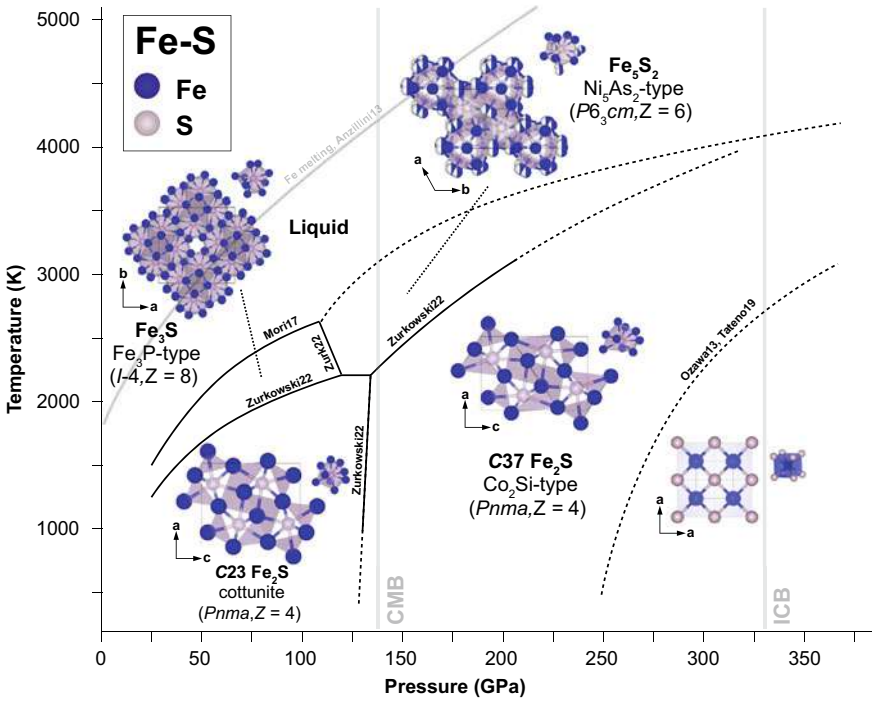 5000
4000
3000
2000
1000
Temperature (K)
Fe-S
Fe
S
Fe melting, Anzillini13
Liquid
Fe5S2
Ni5As2-type
(P63cm,Z = 6)
a
b
b
a
Fe3S
Fe3P-type
(I-4,Z = 8)
Mori17
Zurk22
Zurkowski22
Zurkowski22
Zurkowski22
Ozawa13, Tateno19
a
c
C37 Fe2S
Co2Si-type
(Pnma,Z = 4)
a
a
a
c
C23 Fe2S
cottunite
(Pnma,Z = 4)
CMB
ICB
0
50
100
150
200
250
300
350
Pressure (GPa)